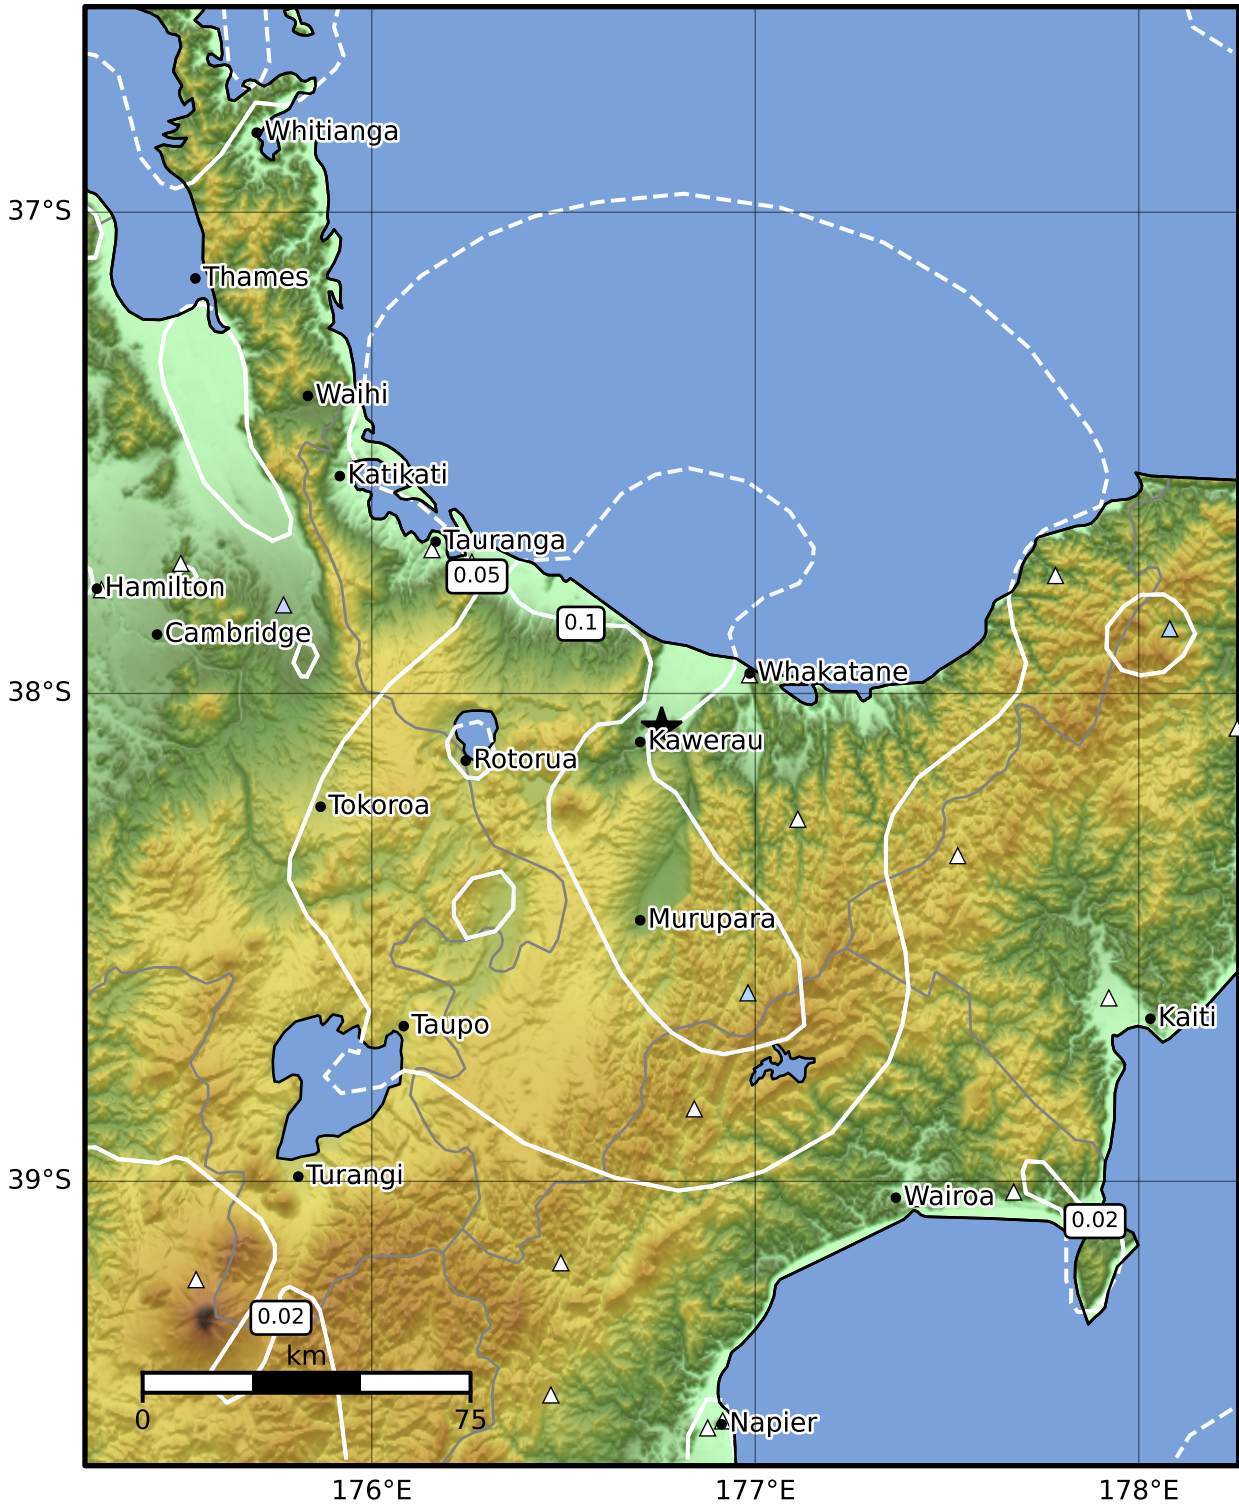 Whitianga
37°S
Thames
Waihi
Katikati
Tauranga
0.05
Hamilton
0.1
Cambridge
Whakatane
38°S
Kawerau
Rotorua
Tokoroa
Murupara
Kaiti
Taupo
39°S
Turangi
Wairoa
0.02
0.02
km
0
75
Napier
176°E
177°E
178°E